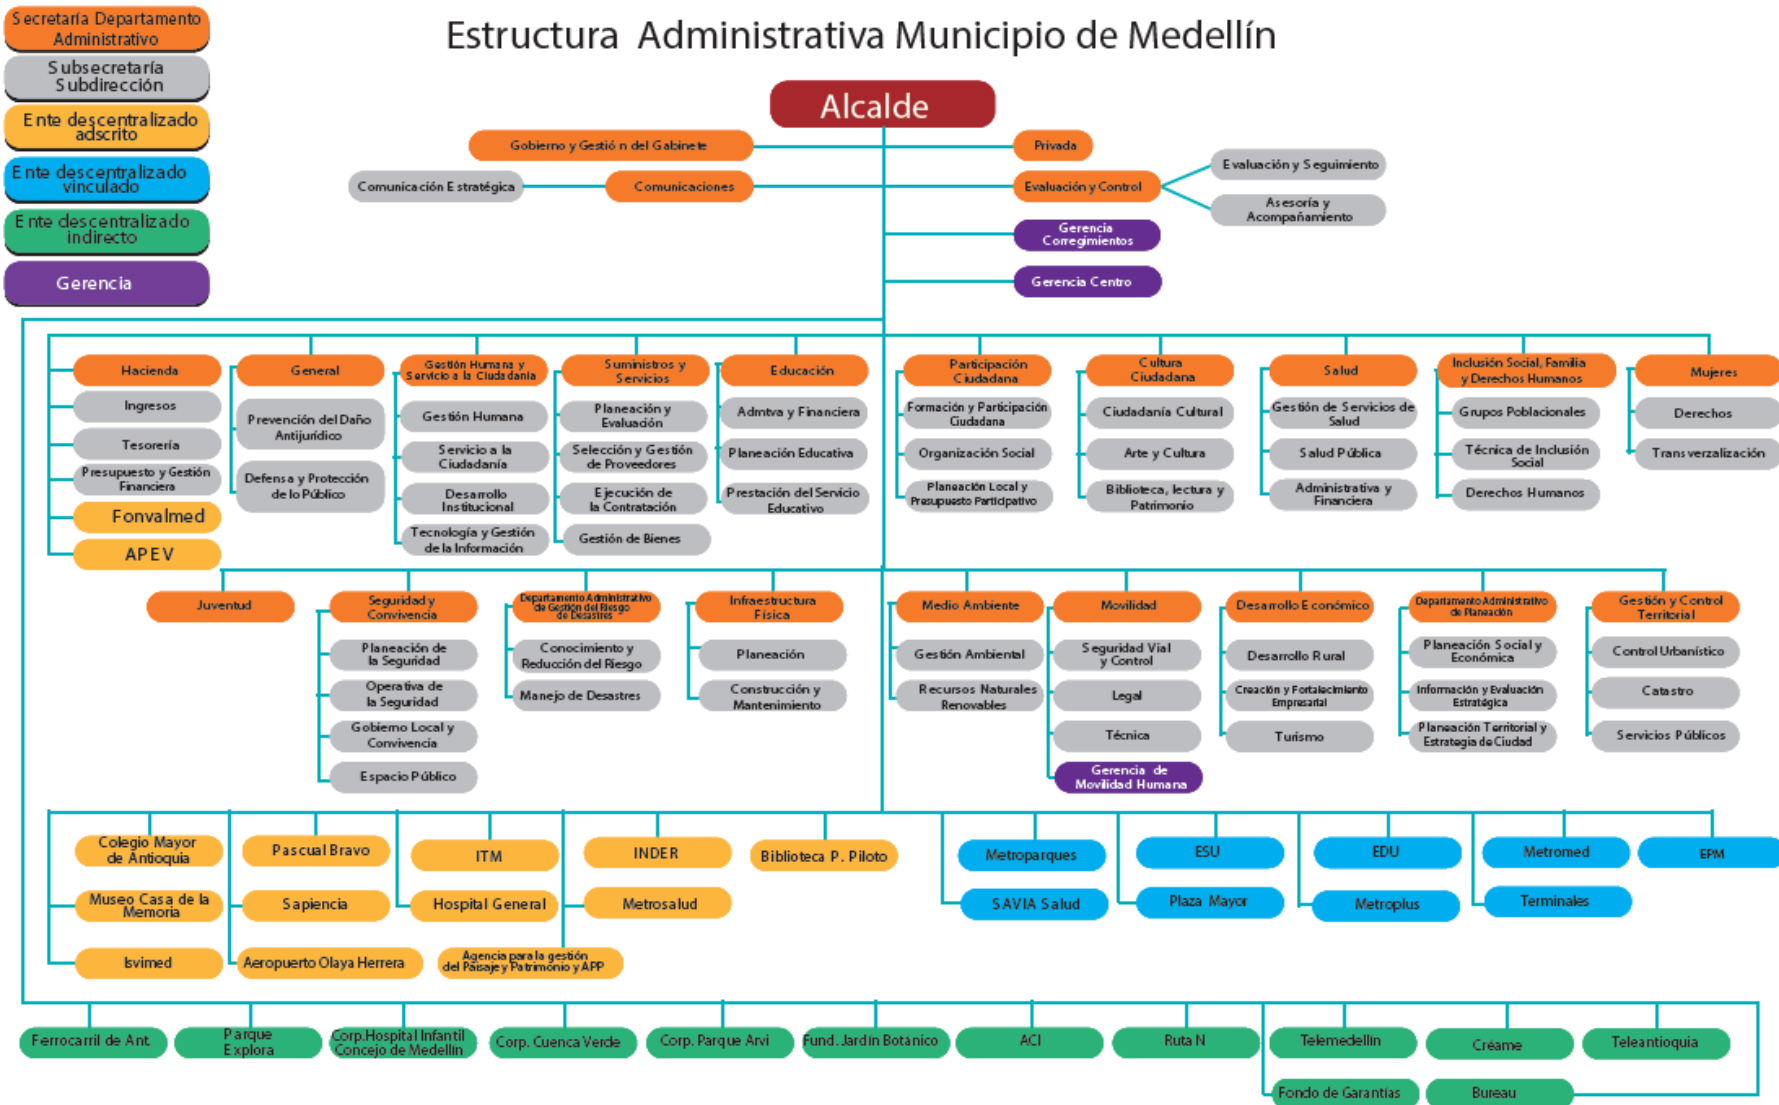 Estructura Administrativa Municipio de Medellín
Secretaría Departamento
Administrativo
Subsecretaría
Subdirección
Ente descentralizado
adscrito
Ente descentralizado
vinculado
Ente descentralizado
indirecto
Gerencia
Alcalde
Gobierno y Gestión del Gabinete
Privada
Comunicación Estratégica
Comunicaciones
Evaluación y Control
Evaluación y Seguimiento
Asesoría y
Acompañamiento
Gerencia
Corregimientos
Gerencia Centro
Hacienda
Ingresos
Tesorería
Presupuesto y Gestión
Financiera
Fonvalmed
APEV
General
Prevención del Daño
Antijurídico
Defensa y Protección
de lo Público
Gestión Humana y
Servicio a la Ciudadanía
Gestión Humana
Servicio a la
Ciudadanía
Desarrollo
Institucional
Tecnología y Gestión
de la Información
Suministros y
Servicios
Planeación y
Evaluación
Selección y Gestión
de Proveedores
Ejecución de
la Contratación
Gestión de Bienes
Educación
Admtva y Financiera
Planeación Educativa
Prestación del Servicio
Educativo
Participación
Ciudadana
Formación y Participación
Ciudadana
Organización Social
Planeación Local y
Presupuesto Participativo
Cultura
Ciudadana
Ciudadanía Cultural
Arte y Cultura
Biblioteca, lectura y
Patrimonio
Salud
Gestión de Servicios de
Salud
Salud Pública
Administrativa y
Financiera
Inclusión Social, Familia
y Derechos Humanos
Grupos Poblacionales
Técnica de Inclusión
Social
Derechos Humanos
Mujeres
Derechos
Transverzalización
Juventud
Seguridad y
Convivencia
Planeación de
la Seguridad
Operativa de
la Seguridad
Gobierno Local y
Convivencia
Espacio Público
Departamento Administrativo
de Gestión del Riesgo
de Desastres
Conocimiento y
Reducción del Riesgo
Manejo de Desastres
Infraestructura
Física
Planeación
Construcción y
Mantenimiento
Medio Ambiente
Gestión Ambiental
Recursos Naturales
Renovables
Movilidad
Seguridad Vial
y Control
Legal
Técnica
Gerencia de
Movilidad Humana
Desarrollo Económico
Desarrollo Rural
Creación y Fortalecimiento
Empresarial
Turismo
Departamento Administrativo
de Planeación
Planeación Social y
Económica
Información y Evaluación
Estratégica
Planeación Territorial y
Estrategia de Ciudad
Gestión y Control
Territorial
Control Urbanístico
Catastro
Servicios Públicos
Colegio Mayor
de Antioquia
Museo Casa de la
Memoria
Isvimed
Pascual Bravo
Sapiencia
Aeropuerto Olaya Herrera
ITM
Hospital General
Agencia para la gestión
del Paisaje y Patrimonio y APP
INDER
Metrosalud
Biblioteca P. Piloto
Metroparques
SAVIA Salud
ESU
Plaza Mayor
EDU
Metroplus
Metromed
Terminales
EPM
Ferrocarril de Ant.
Parque
Explora
Corp.Hospital Infantil
Concejo de Medellín
Corp. Cuenca Verde
Corp. Parque Arvi
Fund. Jardín Botánico
ACI
Ruta N
Telemedellín
Créame
Teleantioquia
Fondo de Garantías
Bureau